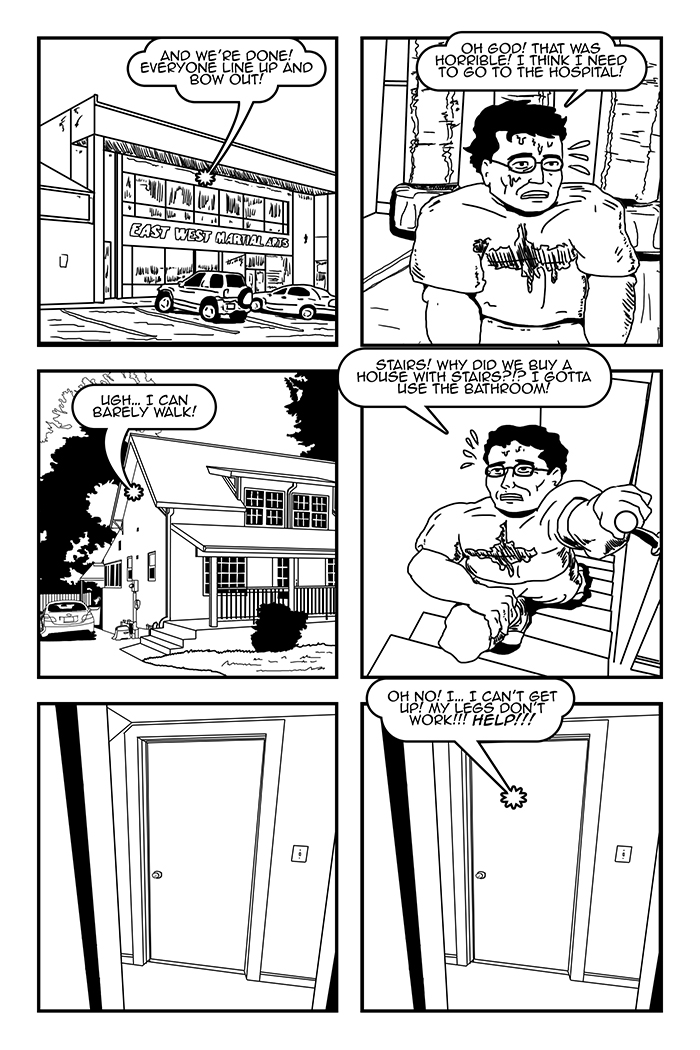 AND WE'RE DONE!
EVERYONE LINE UP AND
BOW OUT!
EAST WEST MARTIAL ARTS
OH GOD! THAT WAS
HORRIBLE! I THINK I NEED
TO GO TO THE HOSPITAL!
UGH... I CAN
BARELY WALK!
STAIRS! WHY DID WE BUY A
HOUSE WITH STAIRS?!? I GOTTA
USE THE BATHROOM!
OH NO! I... I CAN'T GET
UP! MY LEGS DON'T
WORK!!! HELP!!!